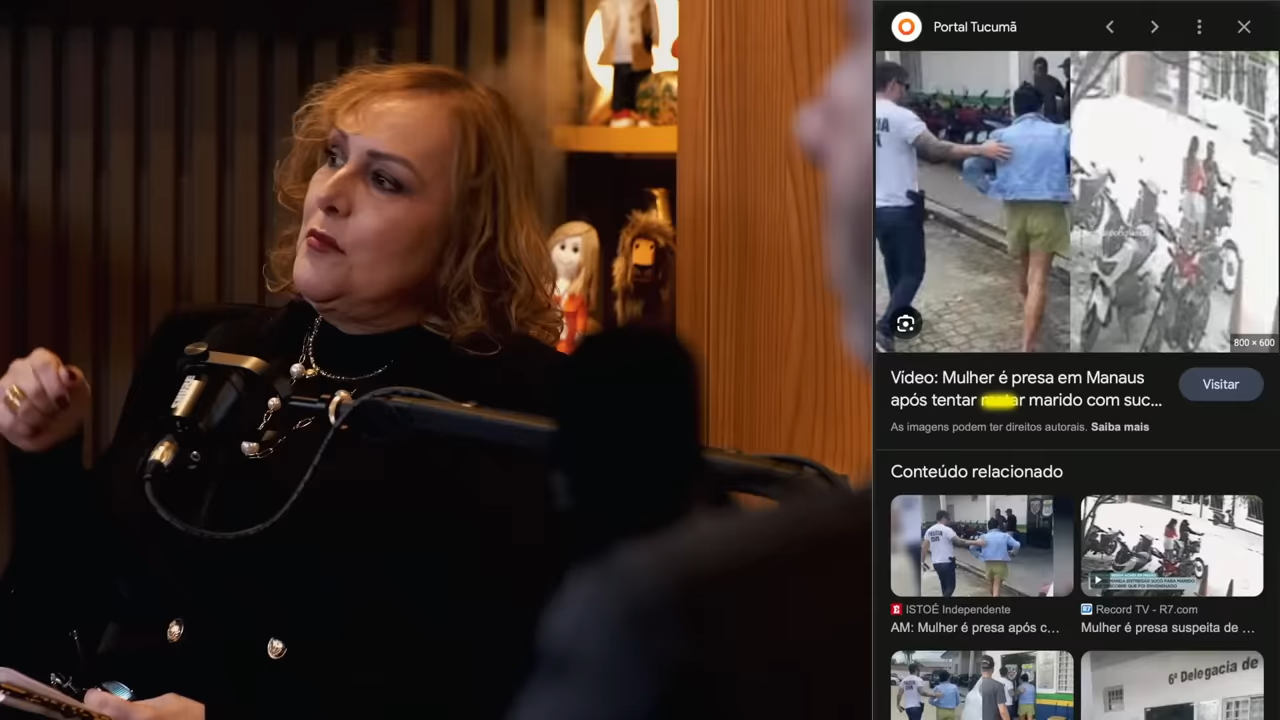 Portal Tucumã
800 × 600
Vídeo: Mulher é presa em Manaus
após tentar matar marido com suc...
Visitar
As imagens podem ter direitos autorais. Saiba mais
Conteúdo relacionado
ISTOÉ Independente
AM: Mulher é presa após c...
Record TV - R7.com
Mulher é presa suspeita de ...
6ª Delegacia de